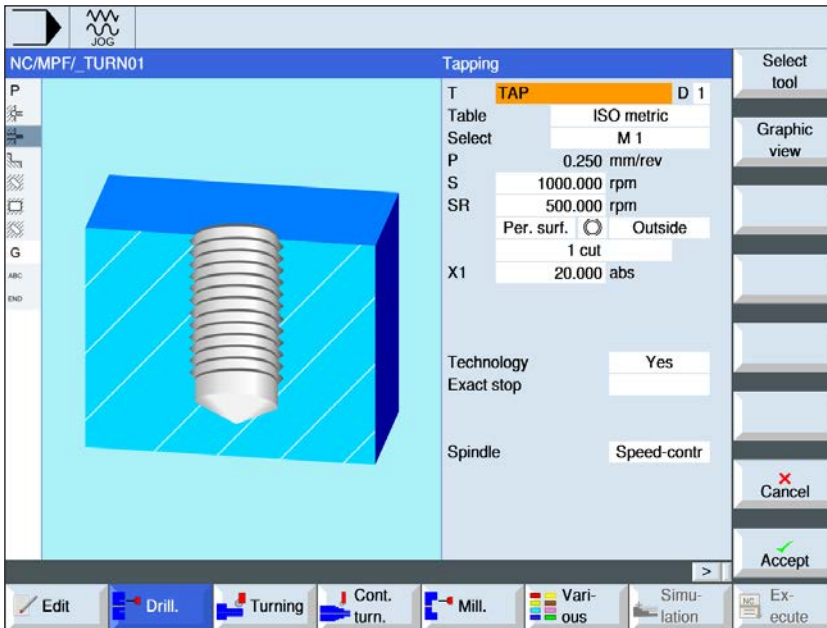 JOG
NC/MPF/_TURN01
Tapping
Select
tool
P
T TAP D 1
Table ISO metric
Graphic
view
Select M 1
P 0.250 mm/rev
S 1000.000 rpm
SR 500.000 rpm
Per. surf. Outside
1 cut
G
X1 20.000 abs
ABC
END
Technology Yes
Exact stop
Spindle Speed-contr
Cancel
Accept
>
Edit
Drill.
Turning
Cont.
turn.
Mill.
Vari-
ous
Simu-
lation
NC
Ex-
ecute